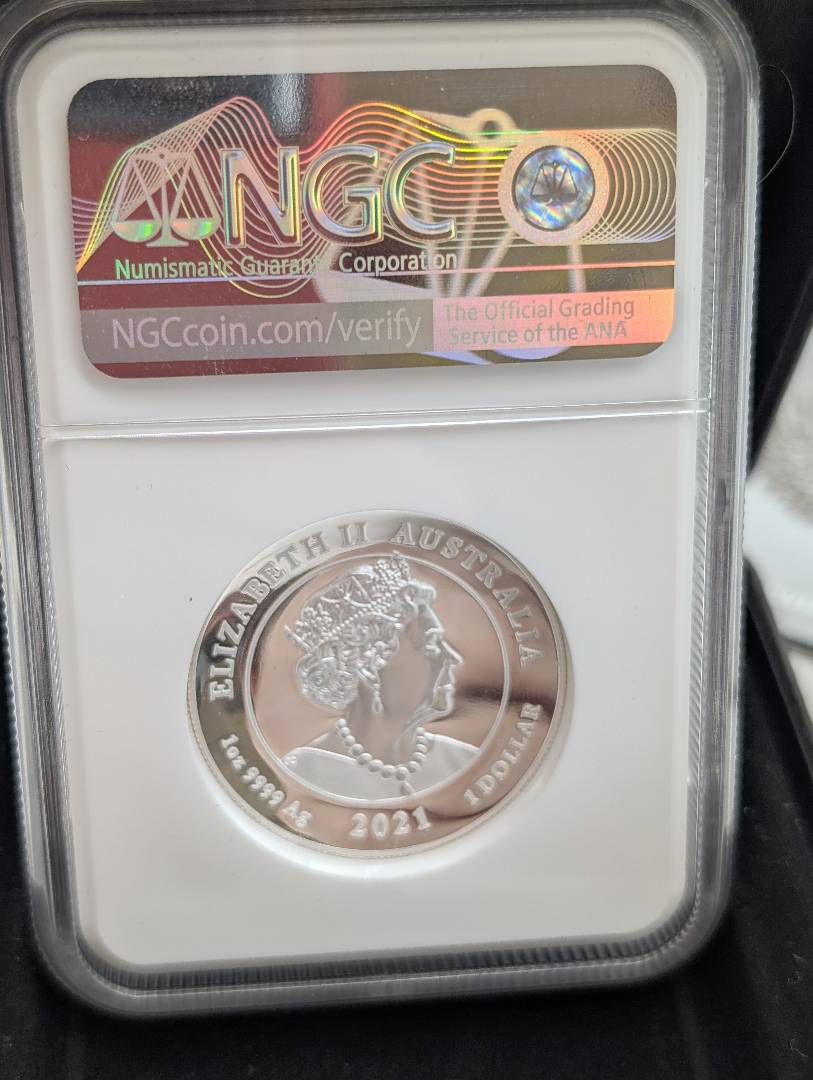 NGC
Numismatic Guaranty Corporation
NGCcoin.com/verify
The Official Grading
Service of the ANA
ELIZABETH II AUSTRALIA
1oz 9999 Ag 2021 1 DOLLAR